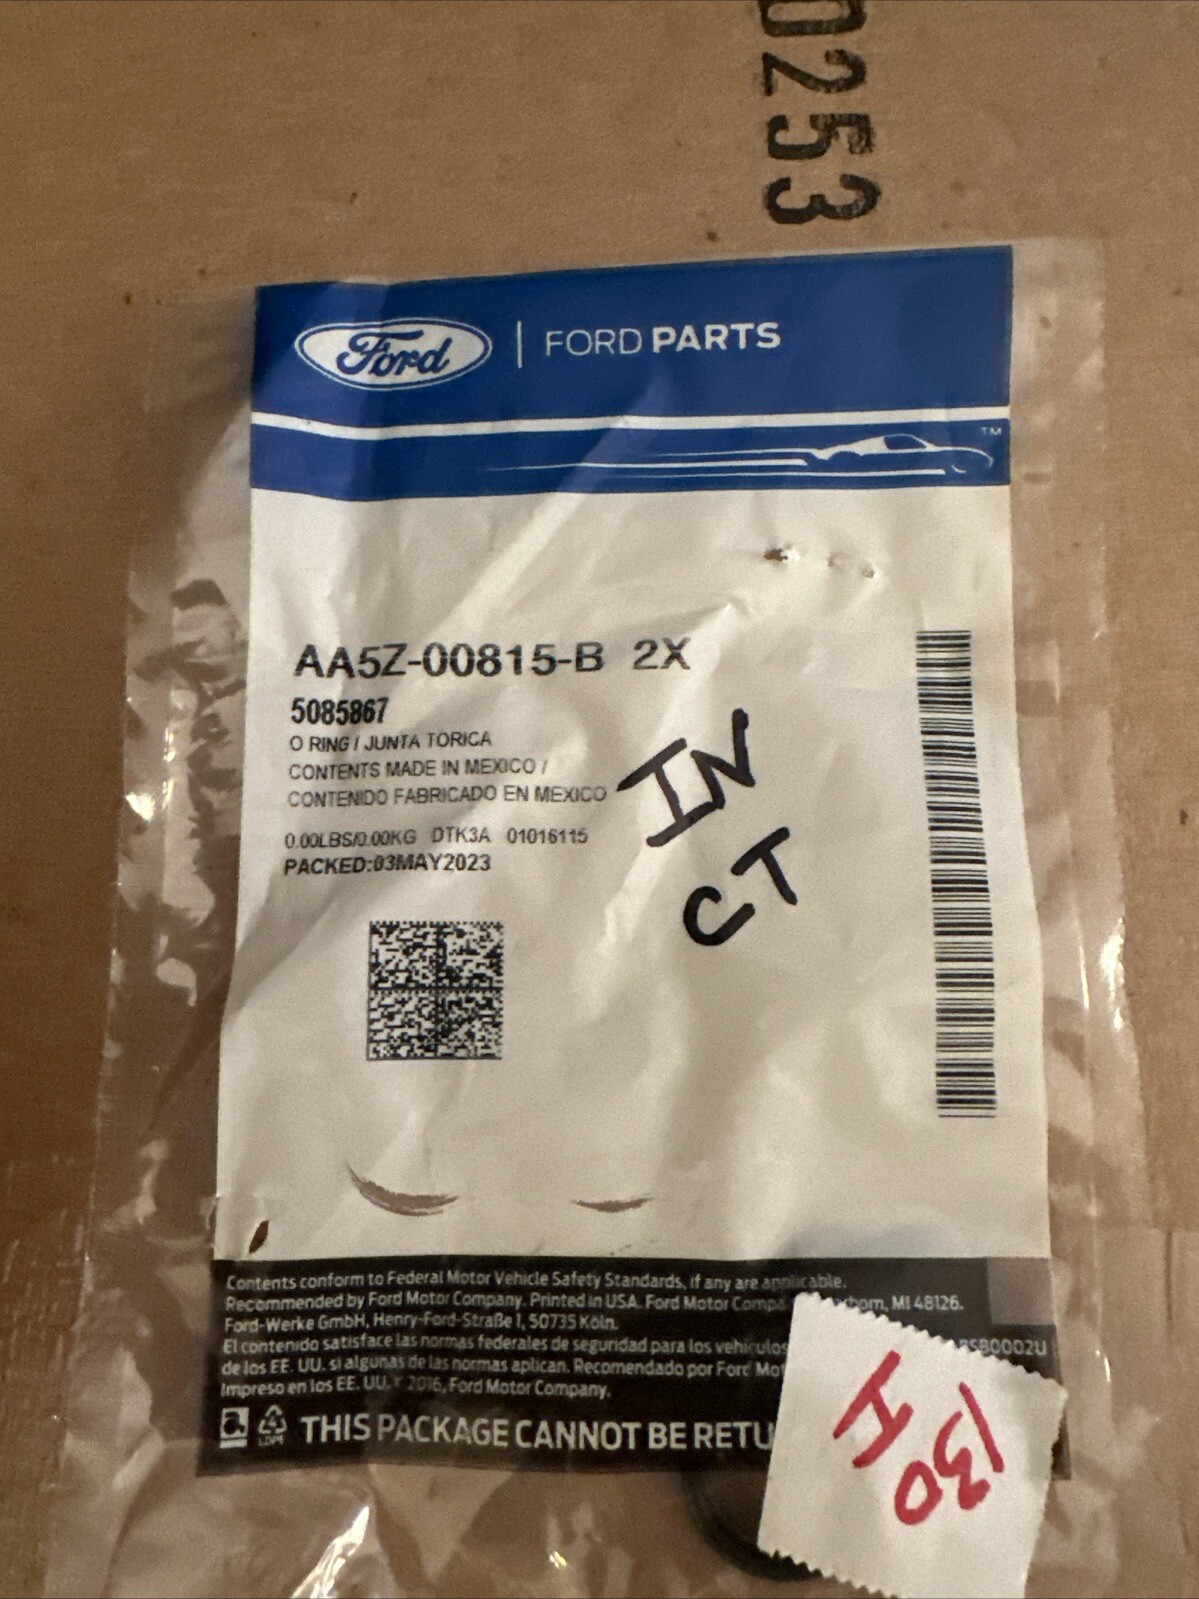 0253
Ford | FORD PARTS
TM
AA5Z-00815-B 2X
5085867
O RING / JUNTA TORICA
CONTENTS MADE IN MEXICO /
CONTENIDO FABRICADO EN MEXICO
0.00LBS/0.00KG DTK3A 01016115
PACKED:03MAY2023
IN
CT
Contents conform to Federal Motor Vehicle Safety Standards, if any are applicable.
Recommended by Ford Motor Company. Printed in USA. Ford Motor MI 48126.
Ford-Werke GmbH, Henry-Ford-Straße 1, 50735 Köln.
El contenido satisface las normas federales de seguridad para los vehículos
de los EE. UU. si algunas de las normas aplican. Recomendado por Ford
Impreso en los EE. UU. 2016, Ford Motor Company.
THIS PACKAGE CANNOT BE
130
H